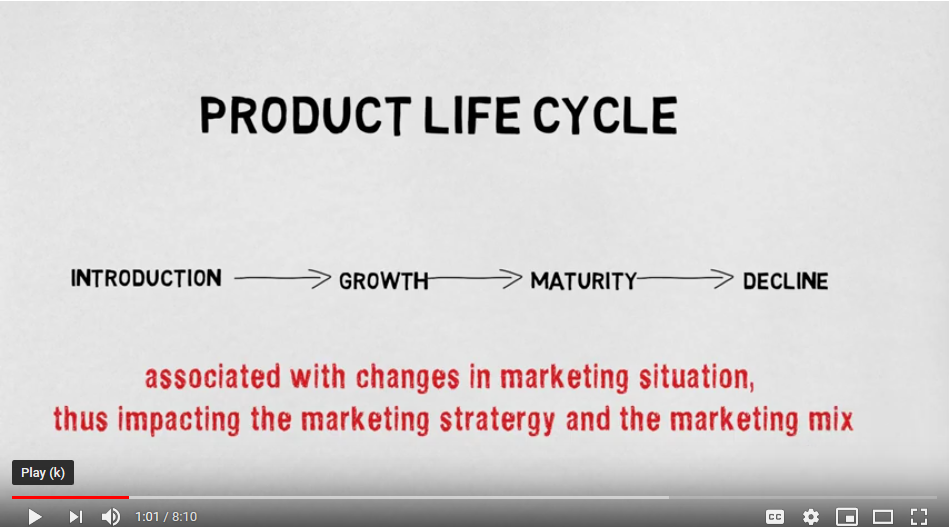 PRODUCT LIFE CYCLE
INTRODUCTION GROWTH MATURITY DECLINE
associated with changes in marketing situation,
thus impacting the marketing stratergy and the marketing mix
Play (k)
1:01 / 8:10
CC